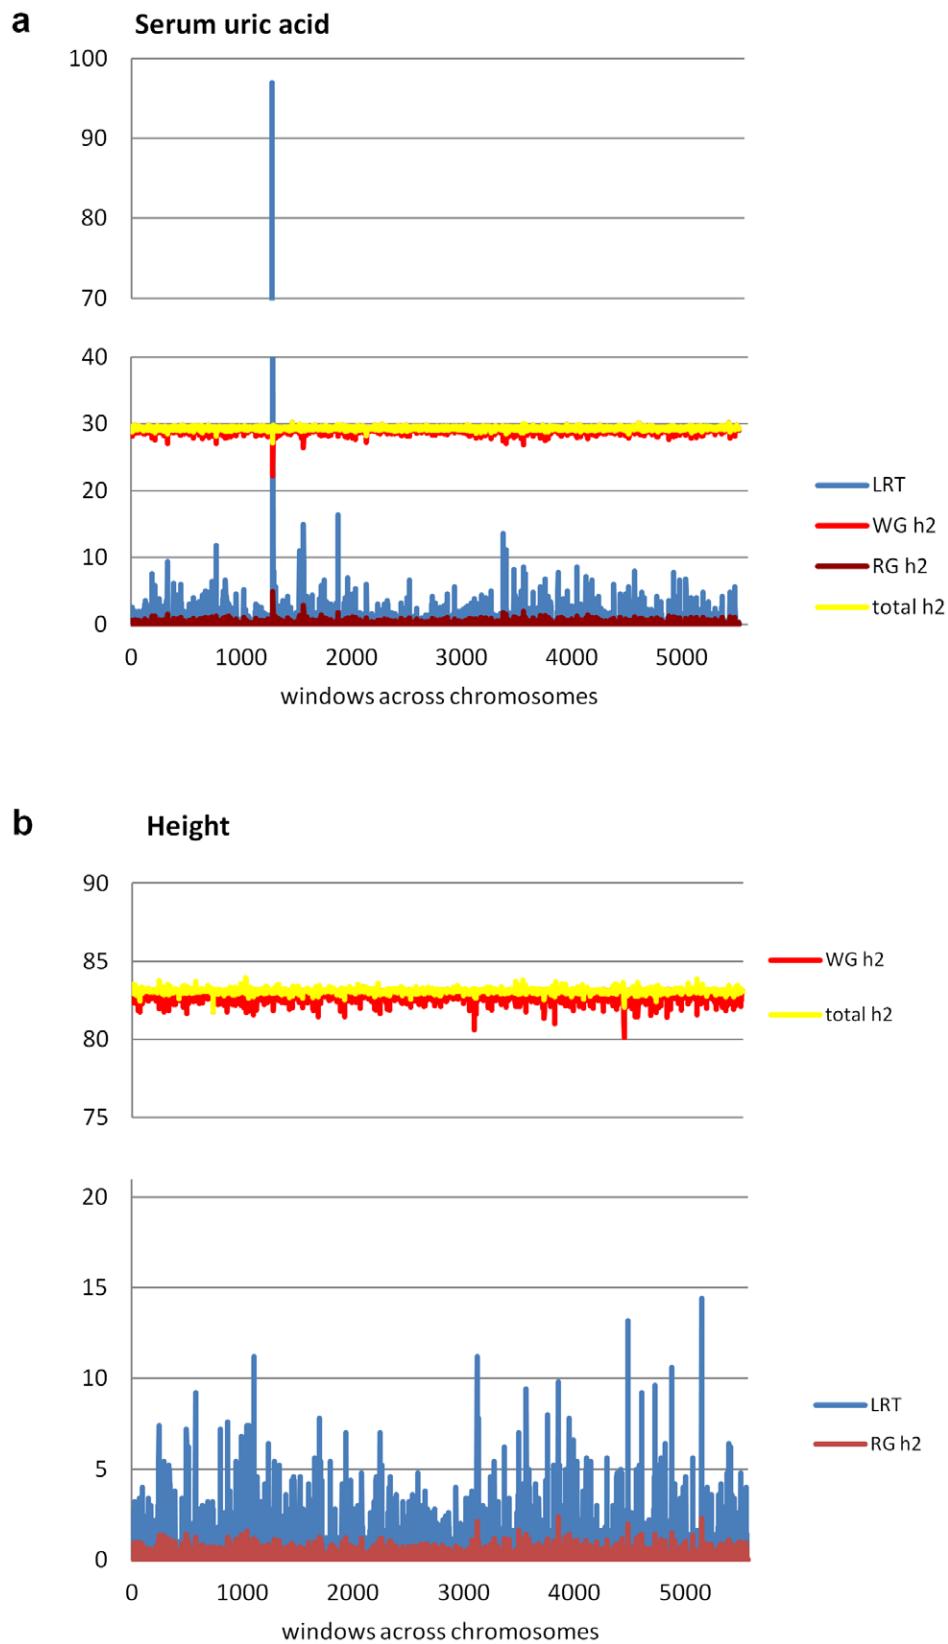 a
Serum uric acid
100
90
80
70
40
30
20
10
0
0 1000 2000 3000 4000 5000
windows across chromosomes
LRT
WG h2
RG h2
total h2
b
Height
90
85
80
75
WG h2
total h2
20
15
10
5
0
0 1000 2000 3000 4000 5000
windows across chromosomes
LRT
RG h2